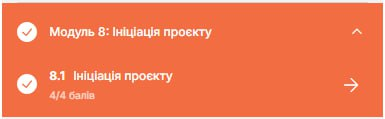 Модуль 8: Ініціація проєкту
8.1 Ініціація проєкту
4/4 балів